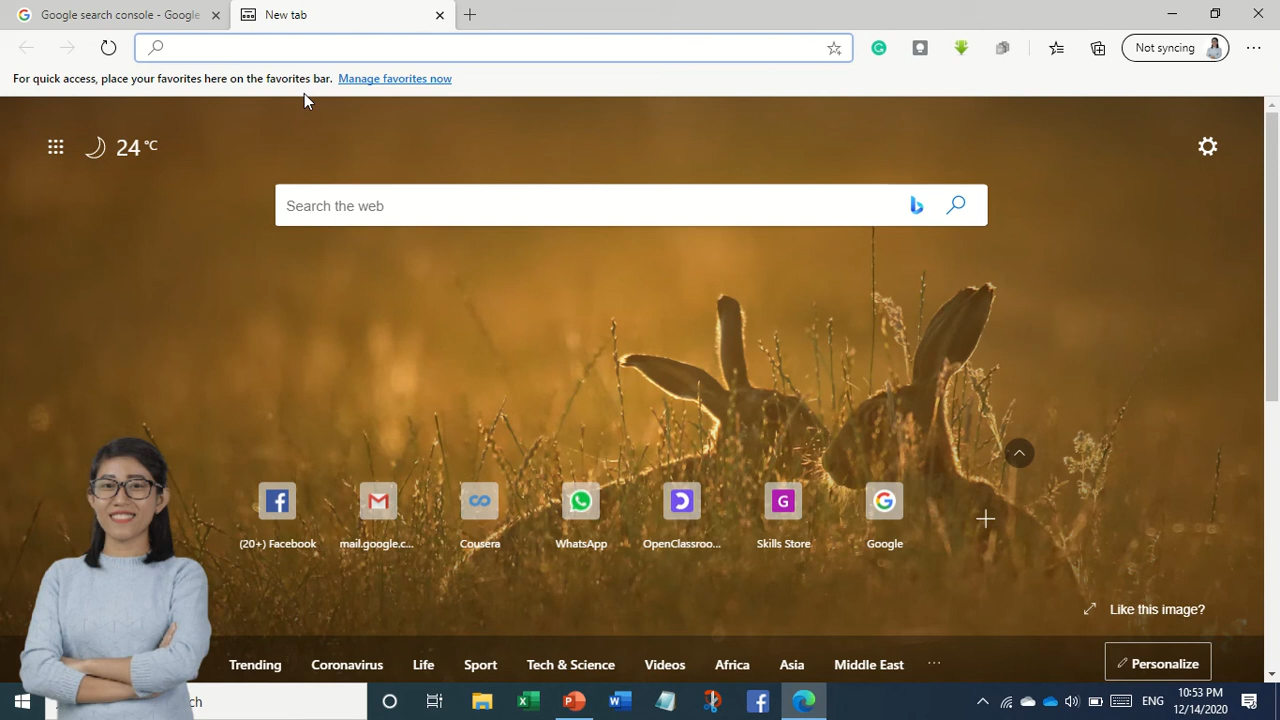 Google search console - Google
New tab
Not syncing
For quick access, place your favorites here on the favorites bar. Manage favorites now
24 °C
Search the web
(20+) Facebook
mail.google.c...
Cousera
WhatsApp
OpenClassroo...
Skills Store
G
Google
Like this image?
Trending
Coronavirus
Life
Sport
Tech & Science
Videos
Africa
Asia
Middle East
...
Personalize
ENG
10:53 PM
12/14/2020